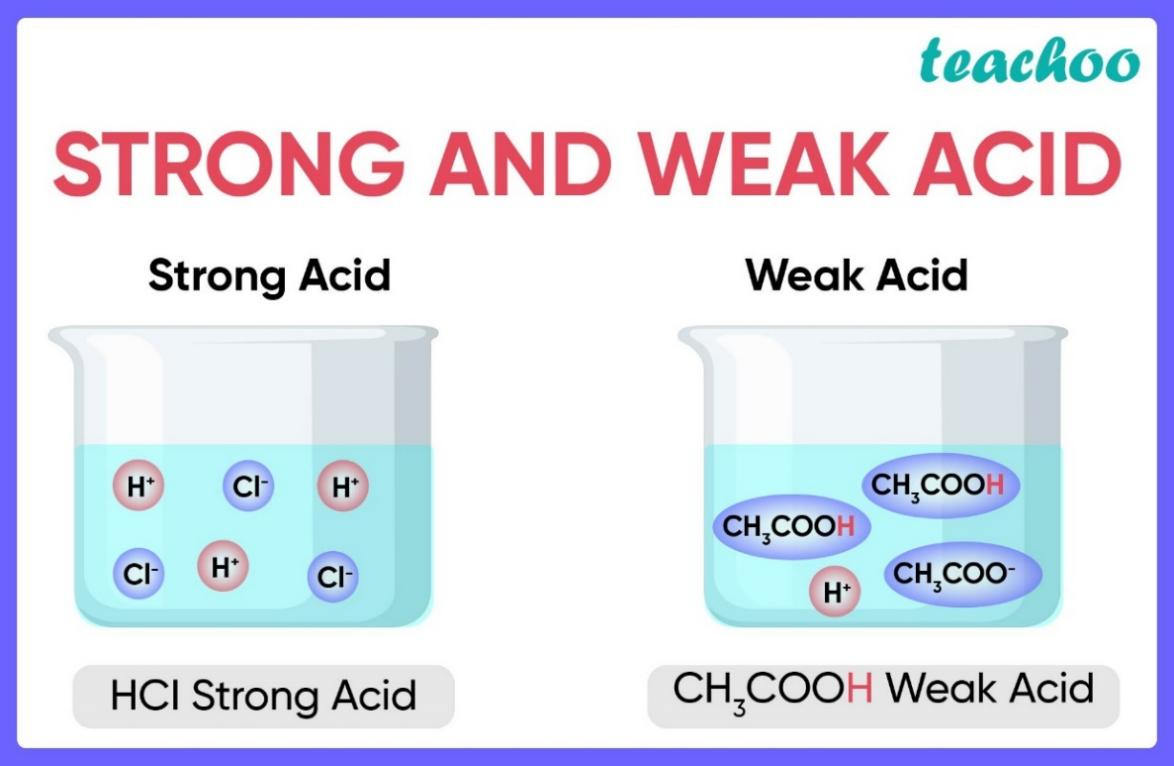 teachoo
STRONG AND WEAK ACID
Strong Acid
H⁺
Cl⁻
H⁺
Cl⁻
H⁺
Cl⁻
HCl Strong Acid
Weak Acid
CH₃COOH
CH₃COOH
CH₃COO⁻
H⁺
CH₃COOH Weak Acid